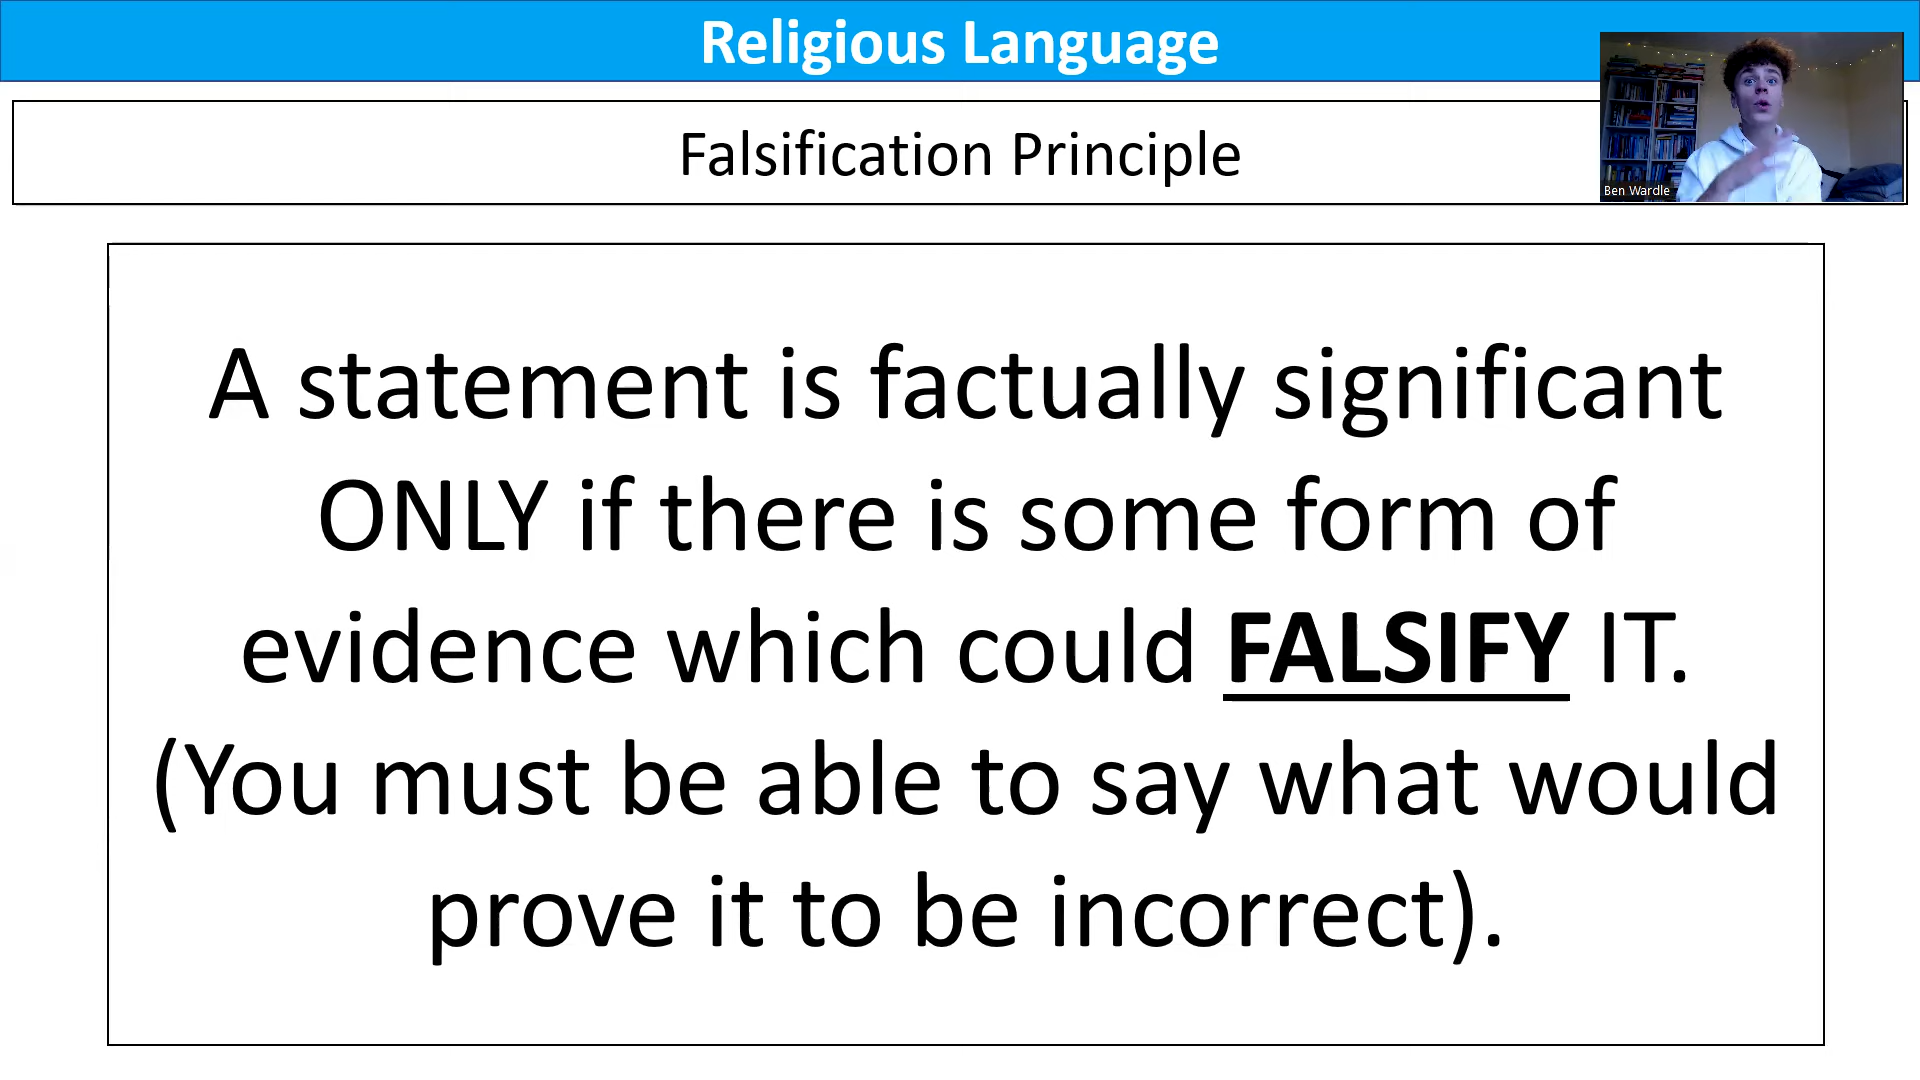 Religious Language
Falsification Principle
Ben Wardle
A statement is factually significant
ONLY if there is some form of
evidence which could FALSIFY IT.
(You must be able to say what would
prove it to be incorrect).